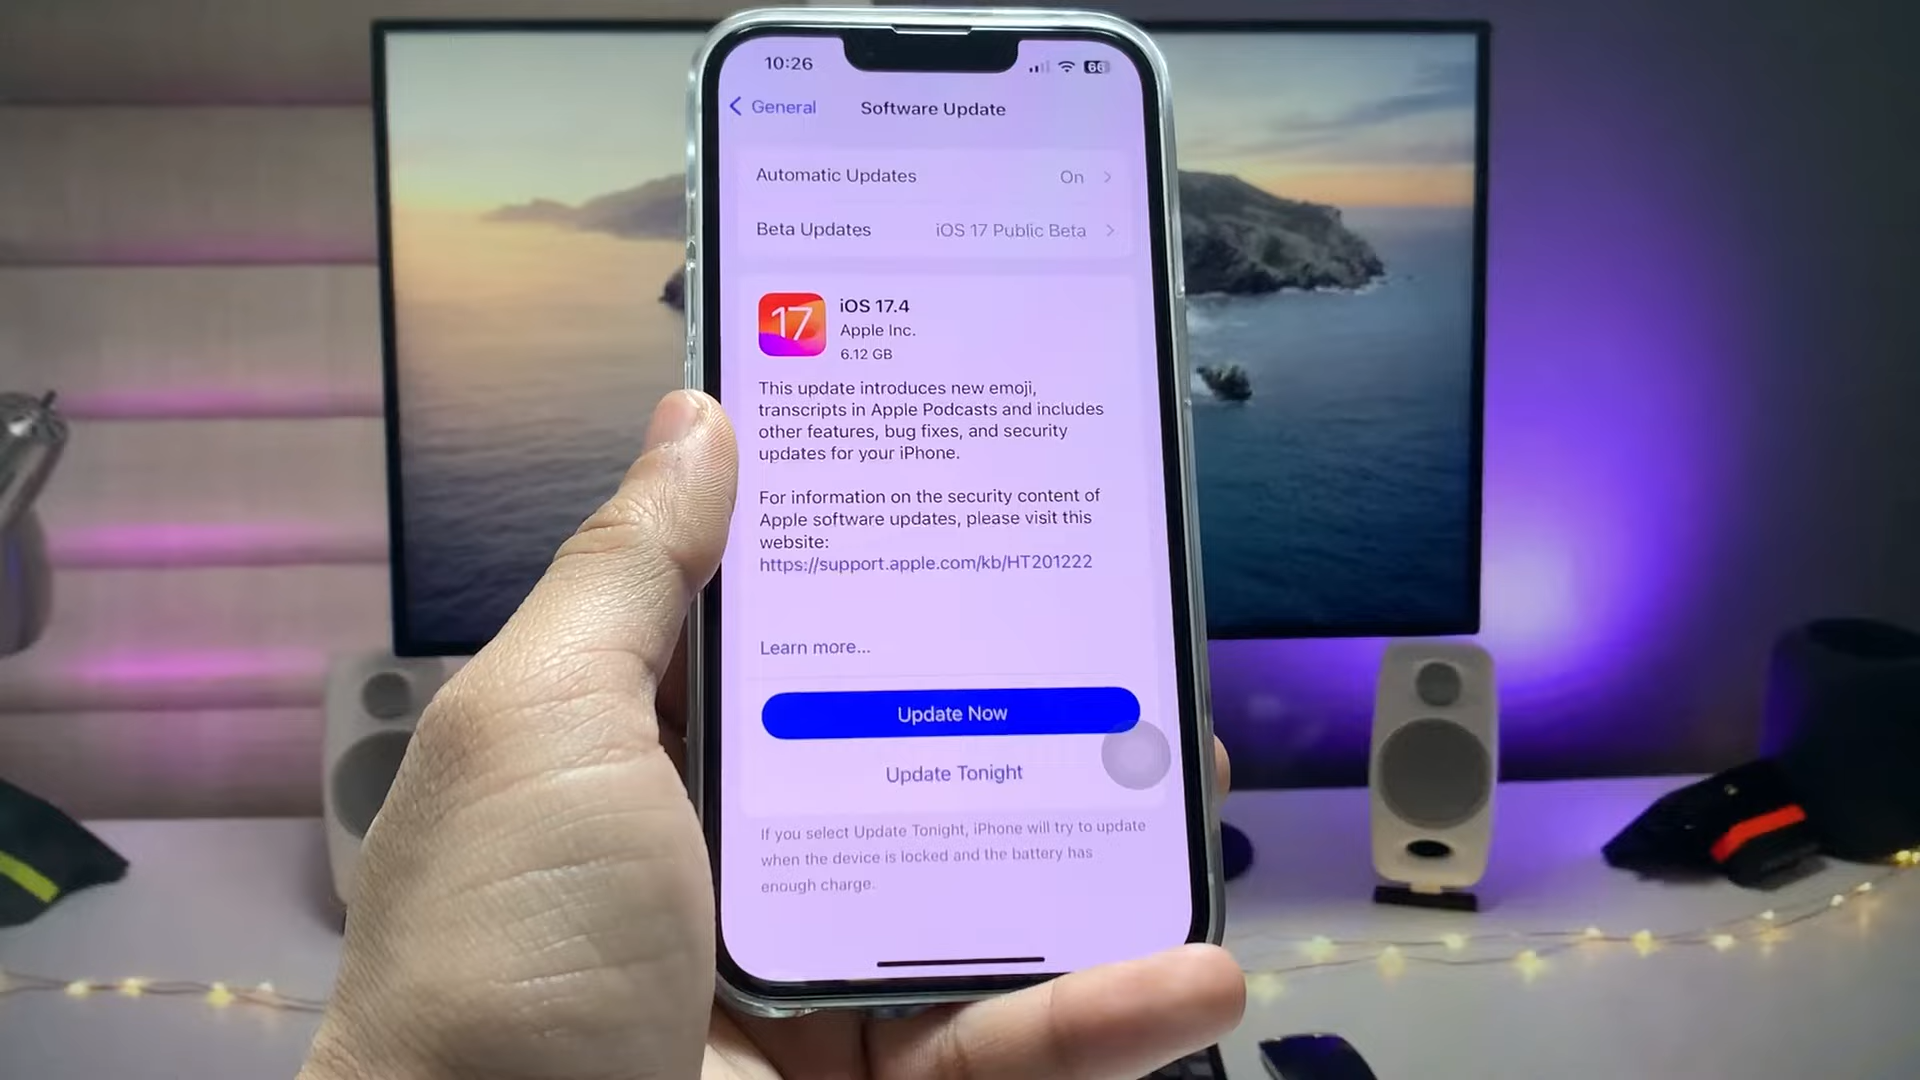 10:26
66
General
Software Update
Automatic Updates On
Beta Updates iOS 17 Public Beta
17
iOS 17.4
Apple Inc.
6.12 GB
This update introduces new emoji,
transcripts in Apple Podcasts and includes
other features, bug fixes, and security
updates for your iPhone.
For information on the security content of
Apple software updates, please visit this
website:
https://support.apple.com/kb/HT201222
Learn more...
Update Now
Update Tonight
If you select Update Tonight, iPhone will try to update
when the device is locked and the battery has
enough charge.